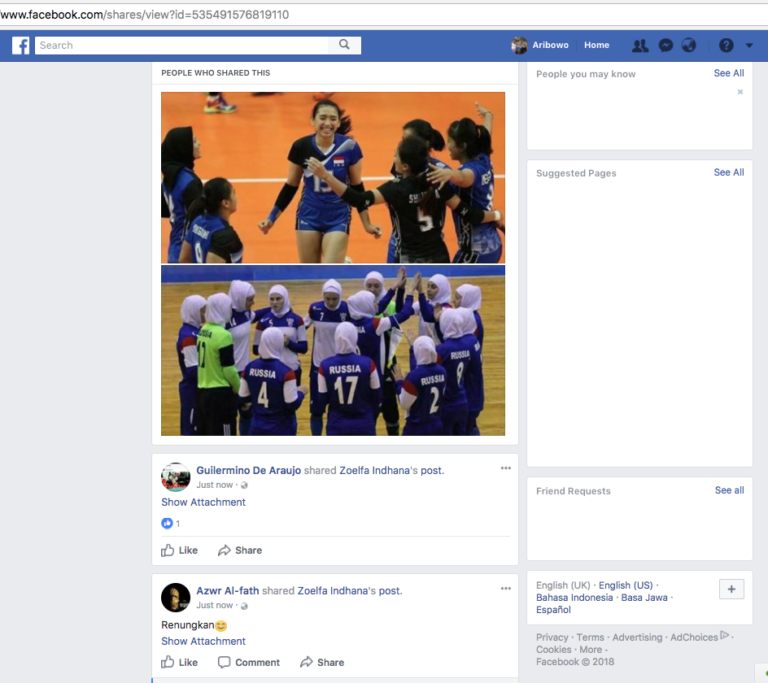 www.facebook.com/shares/view?id=535491576819110
f
Search
Aribowo
Home
PEOPLE WHO SHARED THIS
People you may know
See All
Suggested Pages
See All
5
RUSSIA
4
RUSSIA
17
RUSSIA
2
RUSSIA
9
12
7
Guilermino De Araujo shared Zoelfa Indhana's post.
Just now ·
Show Attachment
1
Like
Share
Azwr Al-fath shared Zoelfa Indhana's post.
Just now ·
Renungkan😊
Show Attachment
Like
Comment
Share
Friend Requests
See all
English (UK) · English (US) ·
Bahasa Indonesia · Basa Jawa ·
Español
+
Privacy · Terms · Advertising · AdChoices ·
Cookies · More ·
Facebook © 2018